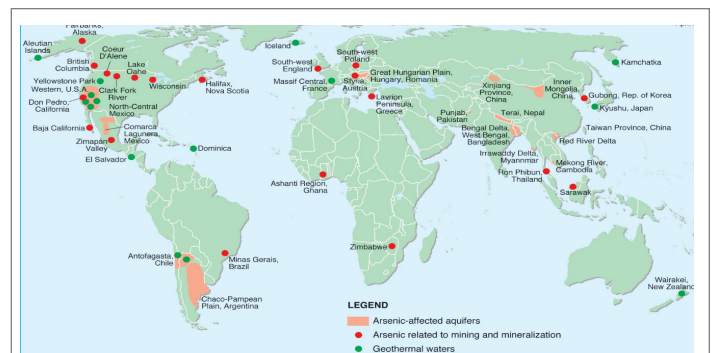 Fairbanks,
Alaska
Aleutian
Islands
British
Columbia
Coeur
D'Alene
Lake
Oahe
Yellowstone Park
Western, U.S.A.
Clark Fork
River
Wisconsin
Halifax,
Nova Scotia
Don Pedro,
California
North-Central
Mexico
Baja California
Comarca
Lagunera,
Mexico
Zimapan
Valley
El Salvador
Dominica
Antofagasta,
Chile
Minas Gerais,
Brazil
Chaco-Pampean
Plain, Argentina
Iceland
South-west
England
South-west
Poland
Massif Central,
France
Styria,
Austria
Great Hungarian Plain,
Hungary, Romania
Lavrion
Peninsula,
Greece
Ashanti Region,
Ghana
Zimbabwe
Xinjiang
Province,
China
Inner
Mongolia,
China
Kamchatka
Gubong, Rep. of Korea
Kyushu, Japan
Punjab,
Pakistan
Terai, Nepal
Taiwan Province, China
Bengal Delta,
West Bengal,
Bangladesh
Red River Delta
Irrawaddy Delta,
Myannmar
Mekong River,
Cambodia
Ron Phibun,
Thailand
Sarawak
Wairakei,
New Zealand
LEGEND
Arsenic-affected aquifers
Arsenic related to mining and mineralization
Geothermal waters